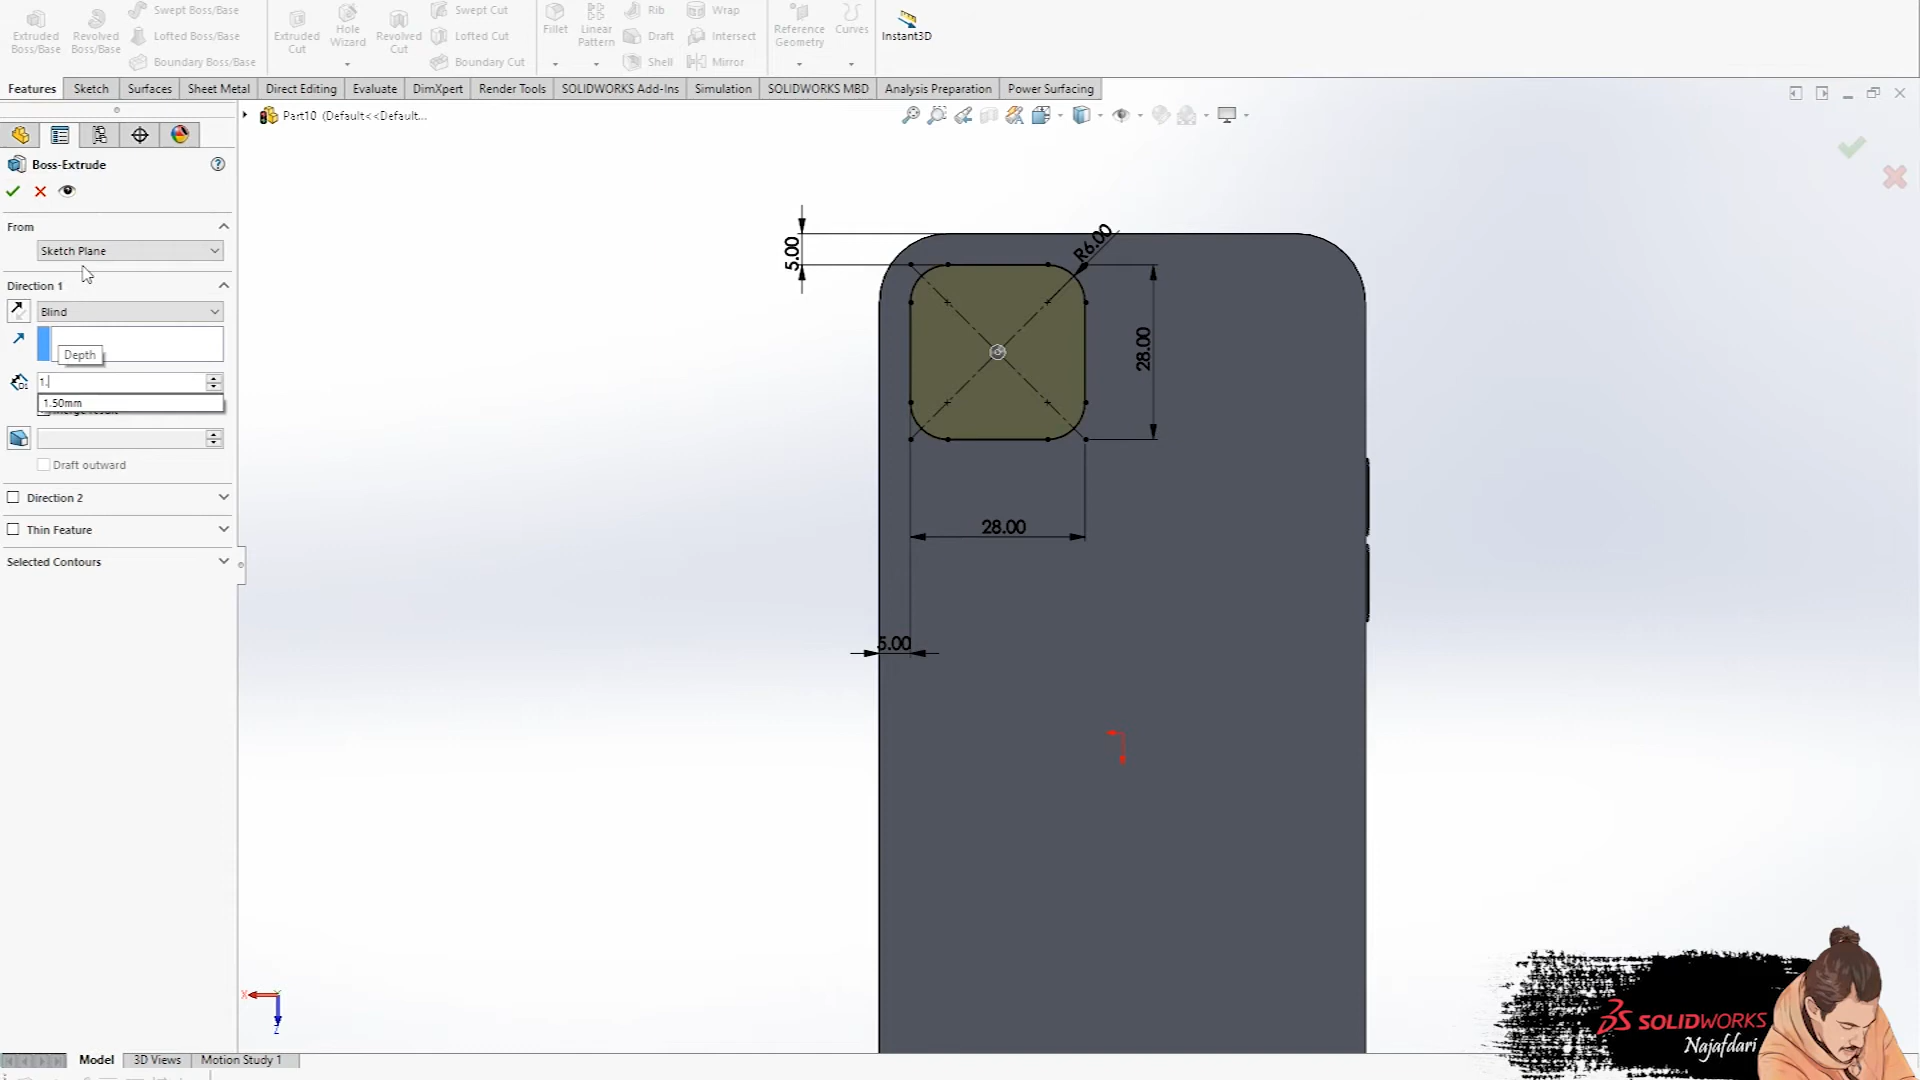 Extruded Boss/Base
Revolved Boss/Base
Swept Boss/Base
Lofted Boss/Base
Boundary Boss/Base
Extruded Cut
Hole Wizard
Revolved Cut
Swept Cut
Lofted Cut
Boundary Cut
Fillet
Linear Pattern
Rib
Draft
Shell
Wrap
Intersect
Mirror
Reference Geometry
Curves
Instant3D
Features Sketch Surfaces Sheet Metal Direct Editing Evaluate DimXpert Render Tools SOLIDWORKS Add-Ins Simulation SOLIDWORKS MBD Analysis Preparation Power Surfacing
Part10 (Default<<Default...
Boss-Extrude
From
Sketch Plane
Direction 1
Blind
Depth
1.
1.50mm
Merge result
Draft outward
Direction 2
Thin Feature
Selected Contours
5.00
R6.00
28.00
28.00
5.00
X
Z
Model 3D Views Motion Study 1
SOLIDWORKS
Najafdari